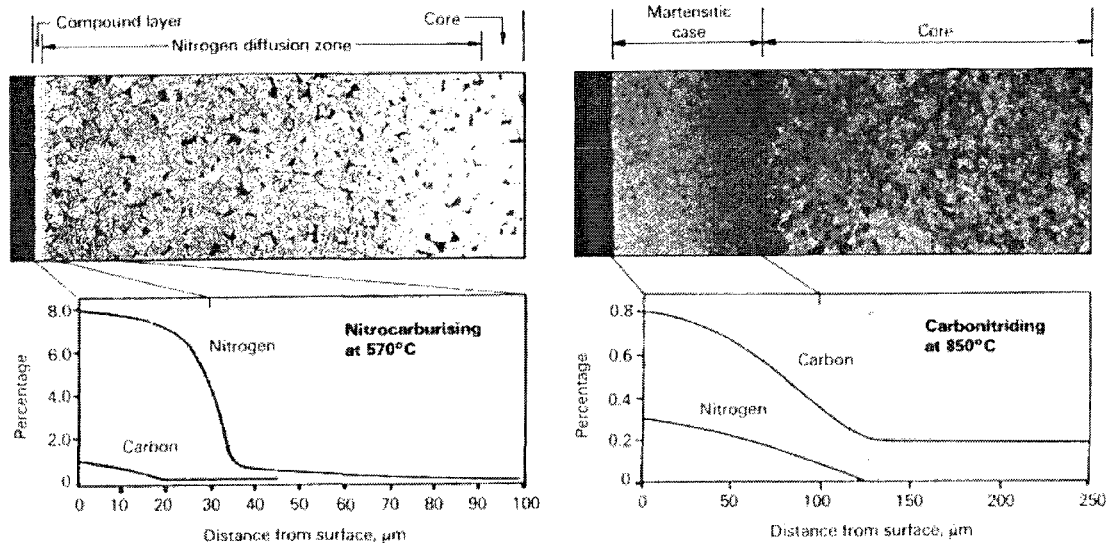 Compound layer
Core
Nitrogen diffusion zone
8.0
6.0
4.0
2.0
0
Percentage
Nitrogen
Carbon
Nitrocarburising
at 570°C
0 10 20 30 40 50 60 70 80 90 100
Distance from surface, µm
Martensitic
case
Core
0.8
0.6
0.4
0.2
0
Percentage
Carbon
Nitrogen
Carbonitriding
at 850°C
0 50 100 150 200 250
Distance from surface, µm